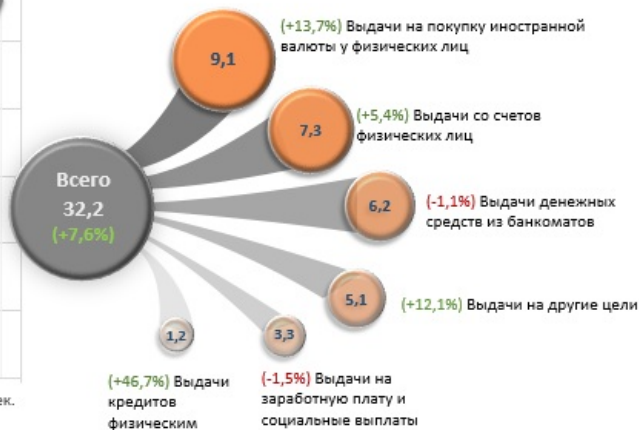 (+13,7%) Выдачи на покупку иностранной
валюты у физических лиц
9,1
(+5,4%) Выдачи со счетов
физических лиц
7,3
Всего
32,2
(+7,6%)
6,2
(-1,1%) Выдачи денежных
средств из банкоматов
5,1
(+12,1%) Выдачи на другие цели
1,2
3,3
(+46,7%) Выдачи
кредитов
физическим
(-1,5%) Выдачи на
заработную плату и
социальные выплаты
ек.